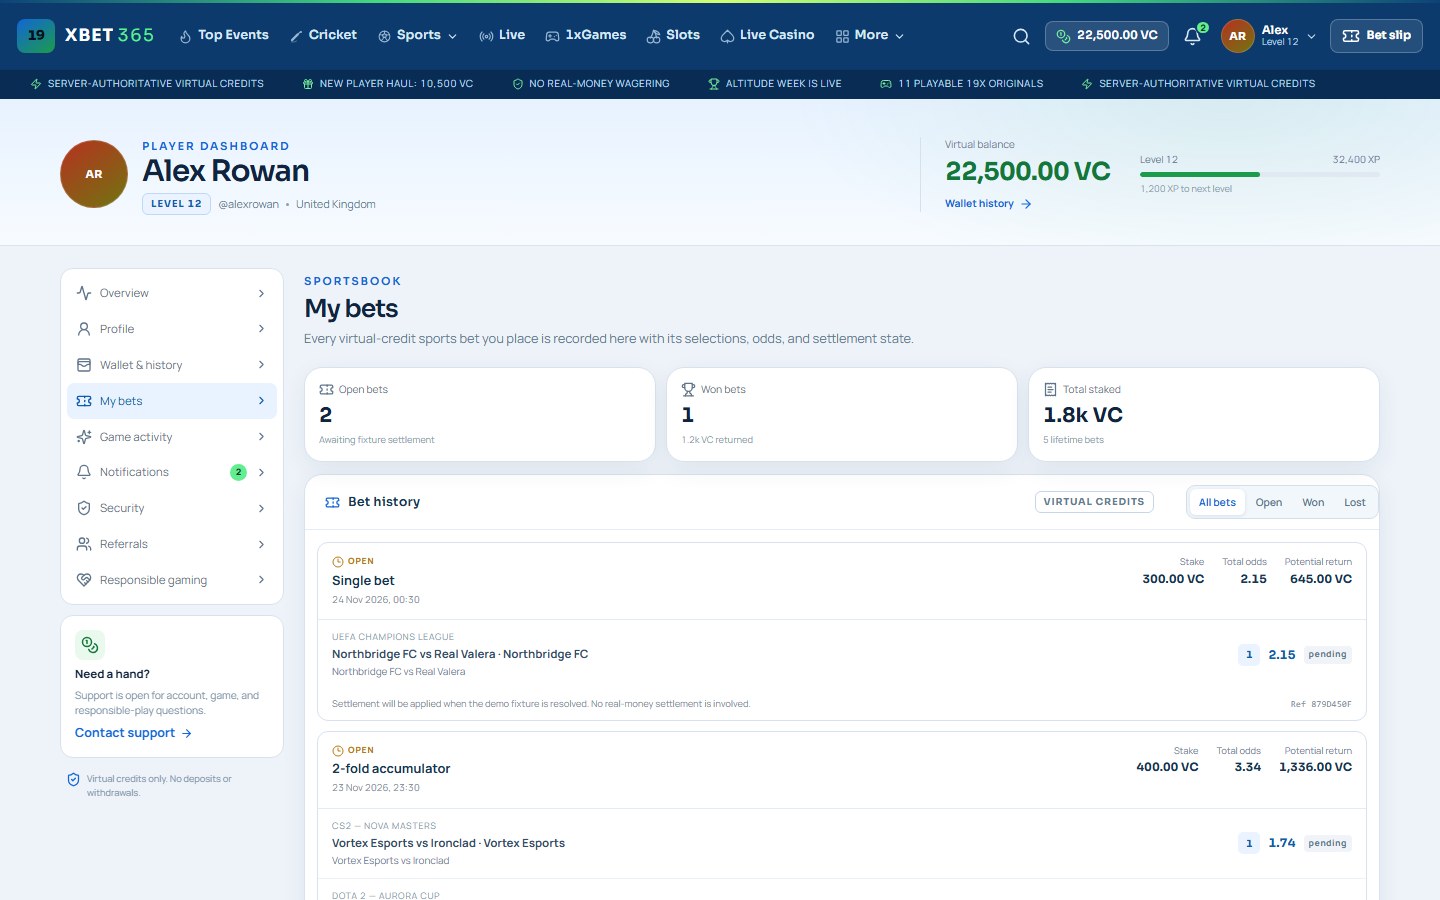 19 XBET 365 Top Events Cricket Sports Live 1xGames Slots Live Casino More 22,500.00 VC 2 AR Alex Level 12 Bet slip
SERVER-AUTHORITATIVE VIRTUAL CREDITS NEW PLAYER HAUL: 10,500 VC NO REAL-MONEY WAGERING ALTITUDE WEEK IS LIVE 11 PLAYABLE 19X ORIGINALS SERVER-AUTHORITATIVE VIRTUAL CREDITS
AR
PLAYER DASHBOARD
Alex Rowan
LEVEL 12 @alexrowan • United Kingdom
Virtual balance
22,500.00 VC
Wallet history
Level 12 32,400 XP
1,200 XP to next level
Overview
Profile
Wallet & history
My bets
Game activity
Notifications 2
Security
Referrals
Responsible gaming
Need a hand?
Support is open for account, game, and
responsible-play questions.
Contact support
Virtual credits only. No deposits or
withdrawals.
SPORTSBOOK
My bets
Every virtual-credit sports bet you place is recorded here with its selections, odds, and settlement state.
Open bets
2
Awaiting fixture settlement
Won bets
1
1.2k VC returned
Total staked
1.8k VC
5 lifetime bets
Bet history VIRTUAL CREDITS All bets Open Won Lost
OPEN
Single bet
24 Nov 2026, 00:30
Stake Total odds Potential return
300.00 VC 2.15 645.00 VC
UEFA CHAMPIONS LEAGUE
Northbridge FC vs Real Valera · Northbridge FC
Northbridge FC vs Real Valera
1 2.15 pending
Settlement will be applied when the demo fixture is resolved. No real-money settlement is involved. Ref 879D450F
OPEN
2-fold accumulator
23 Nov 2026, 23:30
Stake Total odds Potential return
400.00 VC 3.34 1,336.00 VC
CS2 — NOVA MASTERS
Vortex Esports vs Ironclad · Vortex Esports
Vortex Esports vs Ironclad
1 1.74 pending
DOTA 2 — AURORA CUP